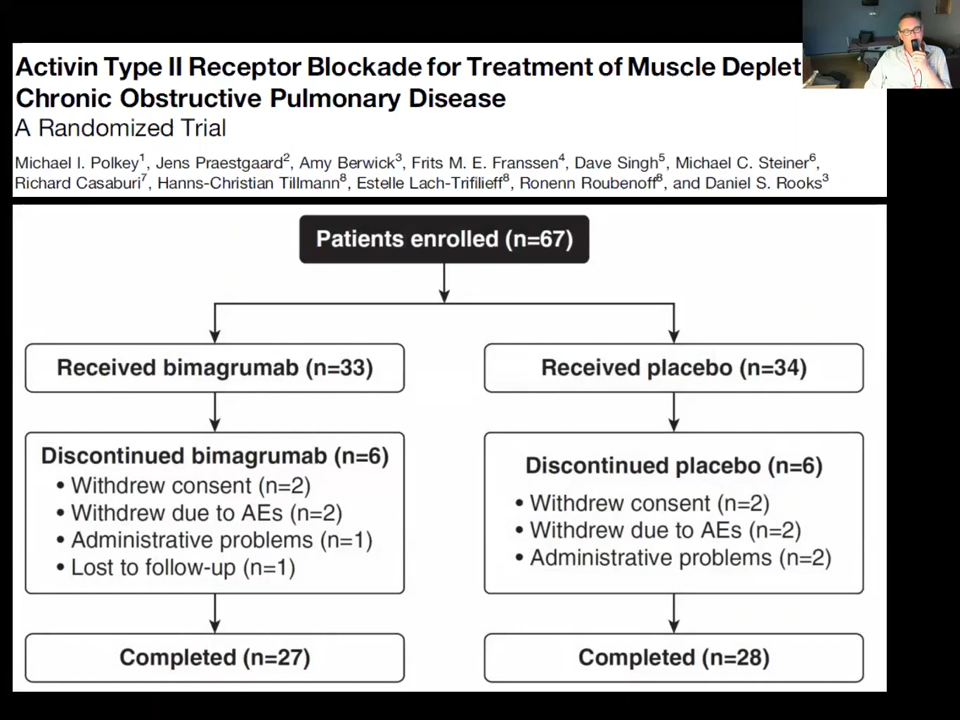 Activin Type II Receptor Blockade for Treatment of Muscle Deplet
Chronic Obstructive Pulmonary Disease
A Randomized Trial
Michael I. Polkey1, Jens Praestgaard2, Amy Berwick3, Frits M. E. Franssen4, Dave Singh5, Michael C. Steiner6,
Richard Casaburi7, Hanns-Christian Tillmann8, Estelle Lach-Trifilieff8, Ronenn Roubenoff8, and Daniel S. Rooks3
Patients enrolled (n=67)
Received bimagrumab (n=33)
Discontinued bimagrumab (n=6)
• Withdrew consent (n=2)
• Withdrew due to AEs (n=2)
• Administrative problems (n=1)
• Lost to follow-up (n=1)
Completed (n=27)
Received placebo (n=34)
Discontinued placebo (n=6)
• Withdrew consent (n=2)
• Withdrew due to AEs (n=2)
• Administrative problems (n=2)
Completed (n=28)